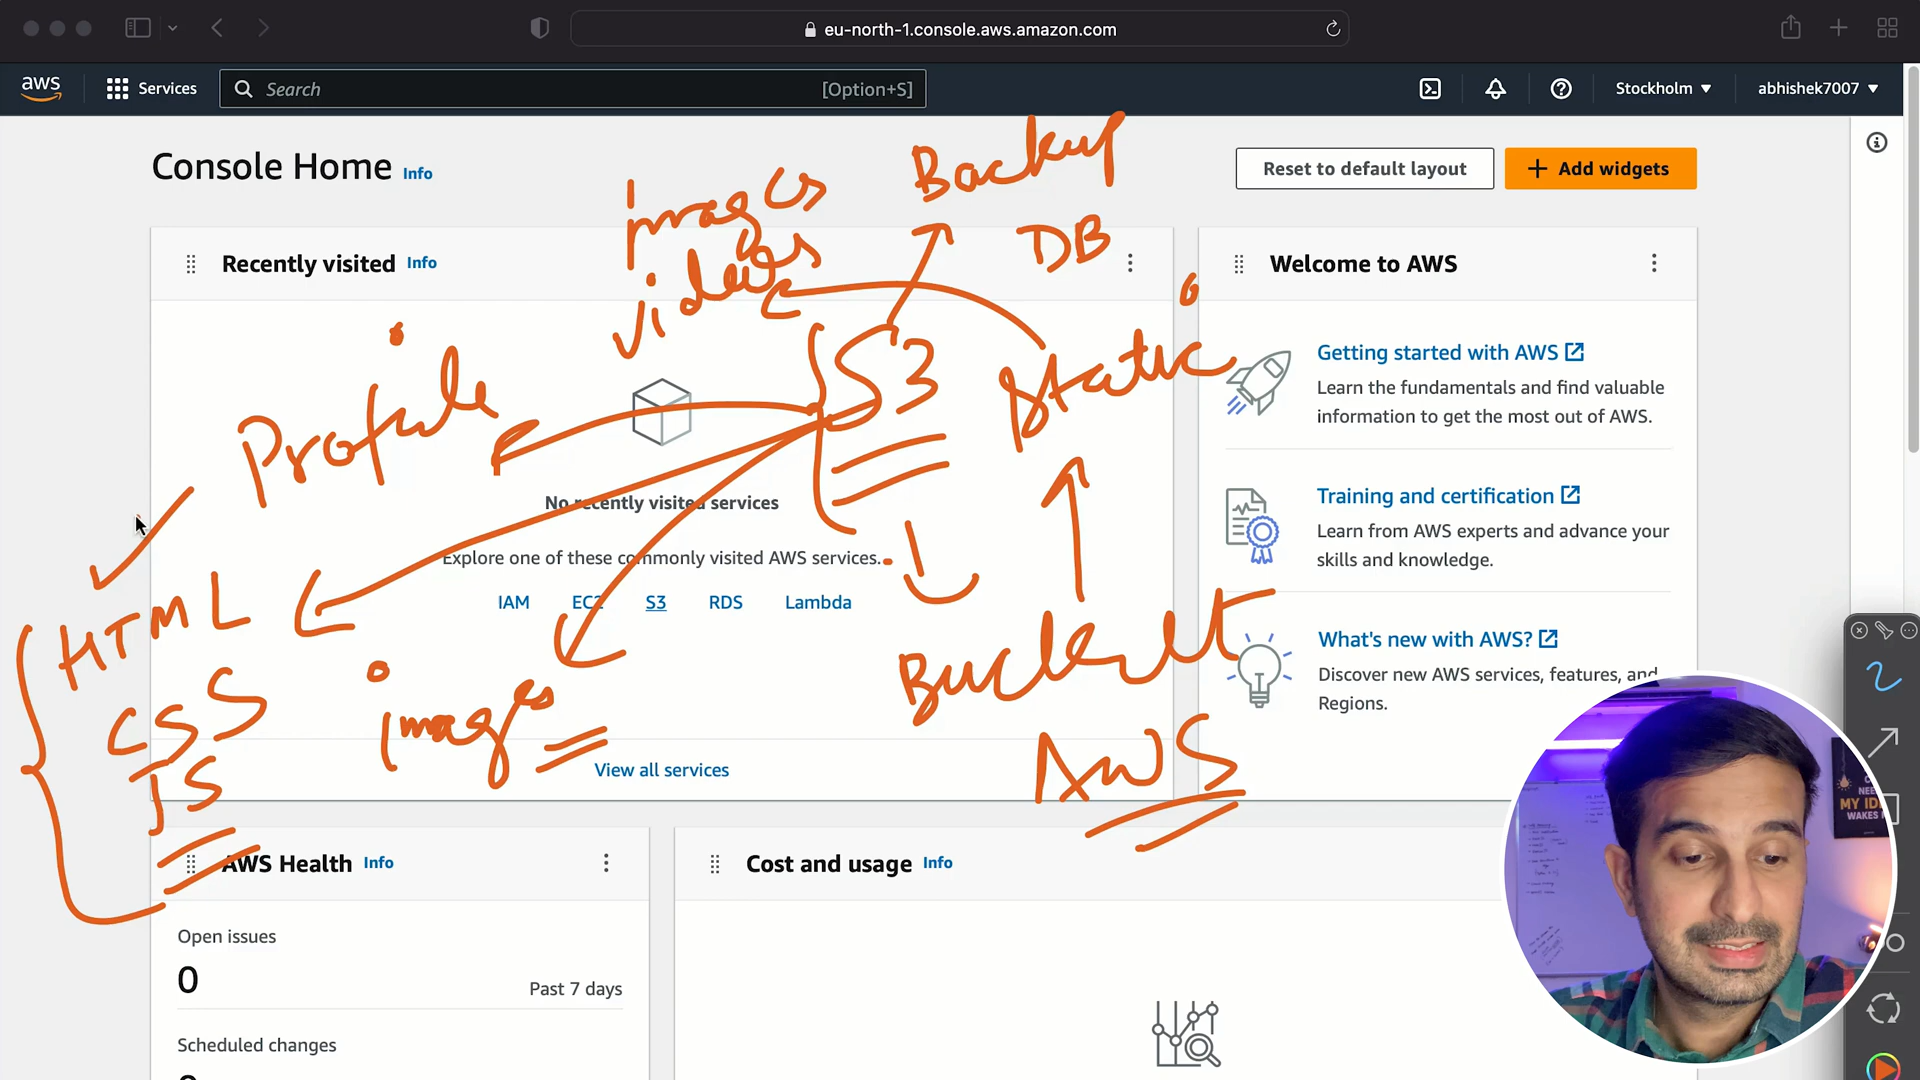 eu-north-1.console.aws.amazon.com
aws
Services
Search
[Option+S]
Stockholm
abhishek7007
Console Home
Info
Reset to default layout
Add widgets
images
videos
Backup
DB
Recently visited
Info
Welcome to AWS
Profile
S3
Static
Getting started with AWS
Learn the fundamentals and find valuable
information to get the most out of AWS.
No recently visited services
Explore one of these commonly visited AWS services.
IAM
EC2
S3
RDS
Lambda
Training and certification
Learn from AWS experts and advance your
skills and knowledge.
HTML
CSS
JS
images
Bucket
AWS
What's new with AWS?
Discover new AWS services, features, and
Regions.
View all services
AWS Health
Info
Cost and usage
Info
Open issues
0
Past 7 days
Scheduled changes
MY